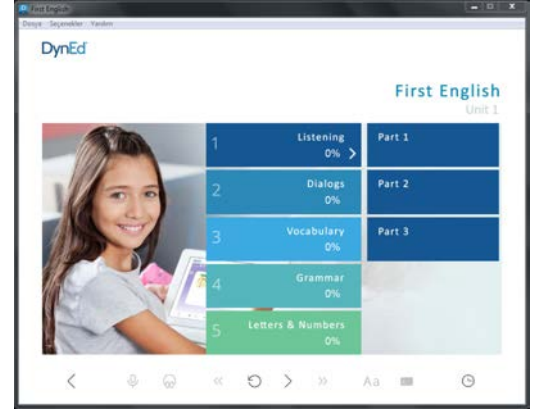 First English
Dosya Seçenekler Yardım
DynEd
First English
Unit 1
1 Listening
0%
Part 1
2 Dialogs
0%
Part 2
3 Vocabulary
0%
Part 3
4 Grammar
0%
5 Letters & Numbers
0%
Aa